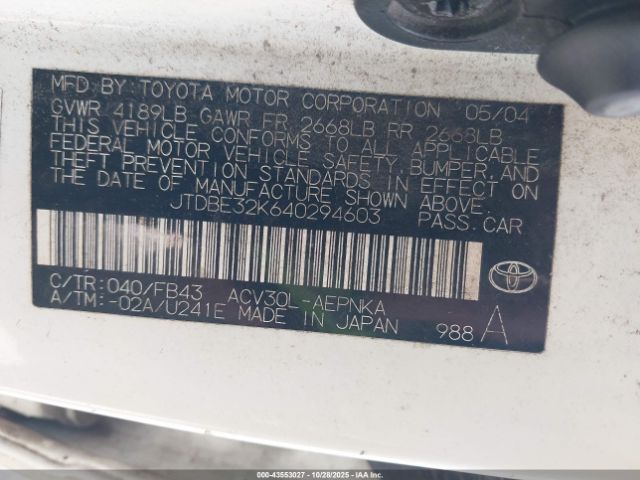 MFD. BY TOYOTA MOTOR CORPORATION 05/04
GVWR 4189LB GAWR FR 2668LB RR 2668LB
THIS VEHICLE CONFORMS TO ALL APPLICABLE
FEDERAL MOTOR VEHICLE SAFETY, BUMPER, AND
THEFT PREVENTION STANDARDS IN EFFECT ON
THE DATE OF MANUFACTURE SHOWN ABOVE.
JTDBE32K640294603 PASS. CAR
C/TR: 040/FB43 ACV30L-AEPNKA
A/TM: -02A/U241E MADE IN JAPAN 988 A
TOYOTA
000-43553027 | 10/28/2025 | IAAI.com